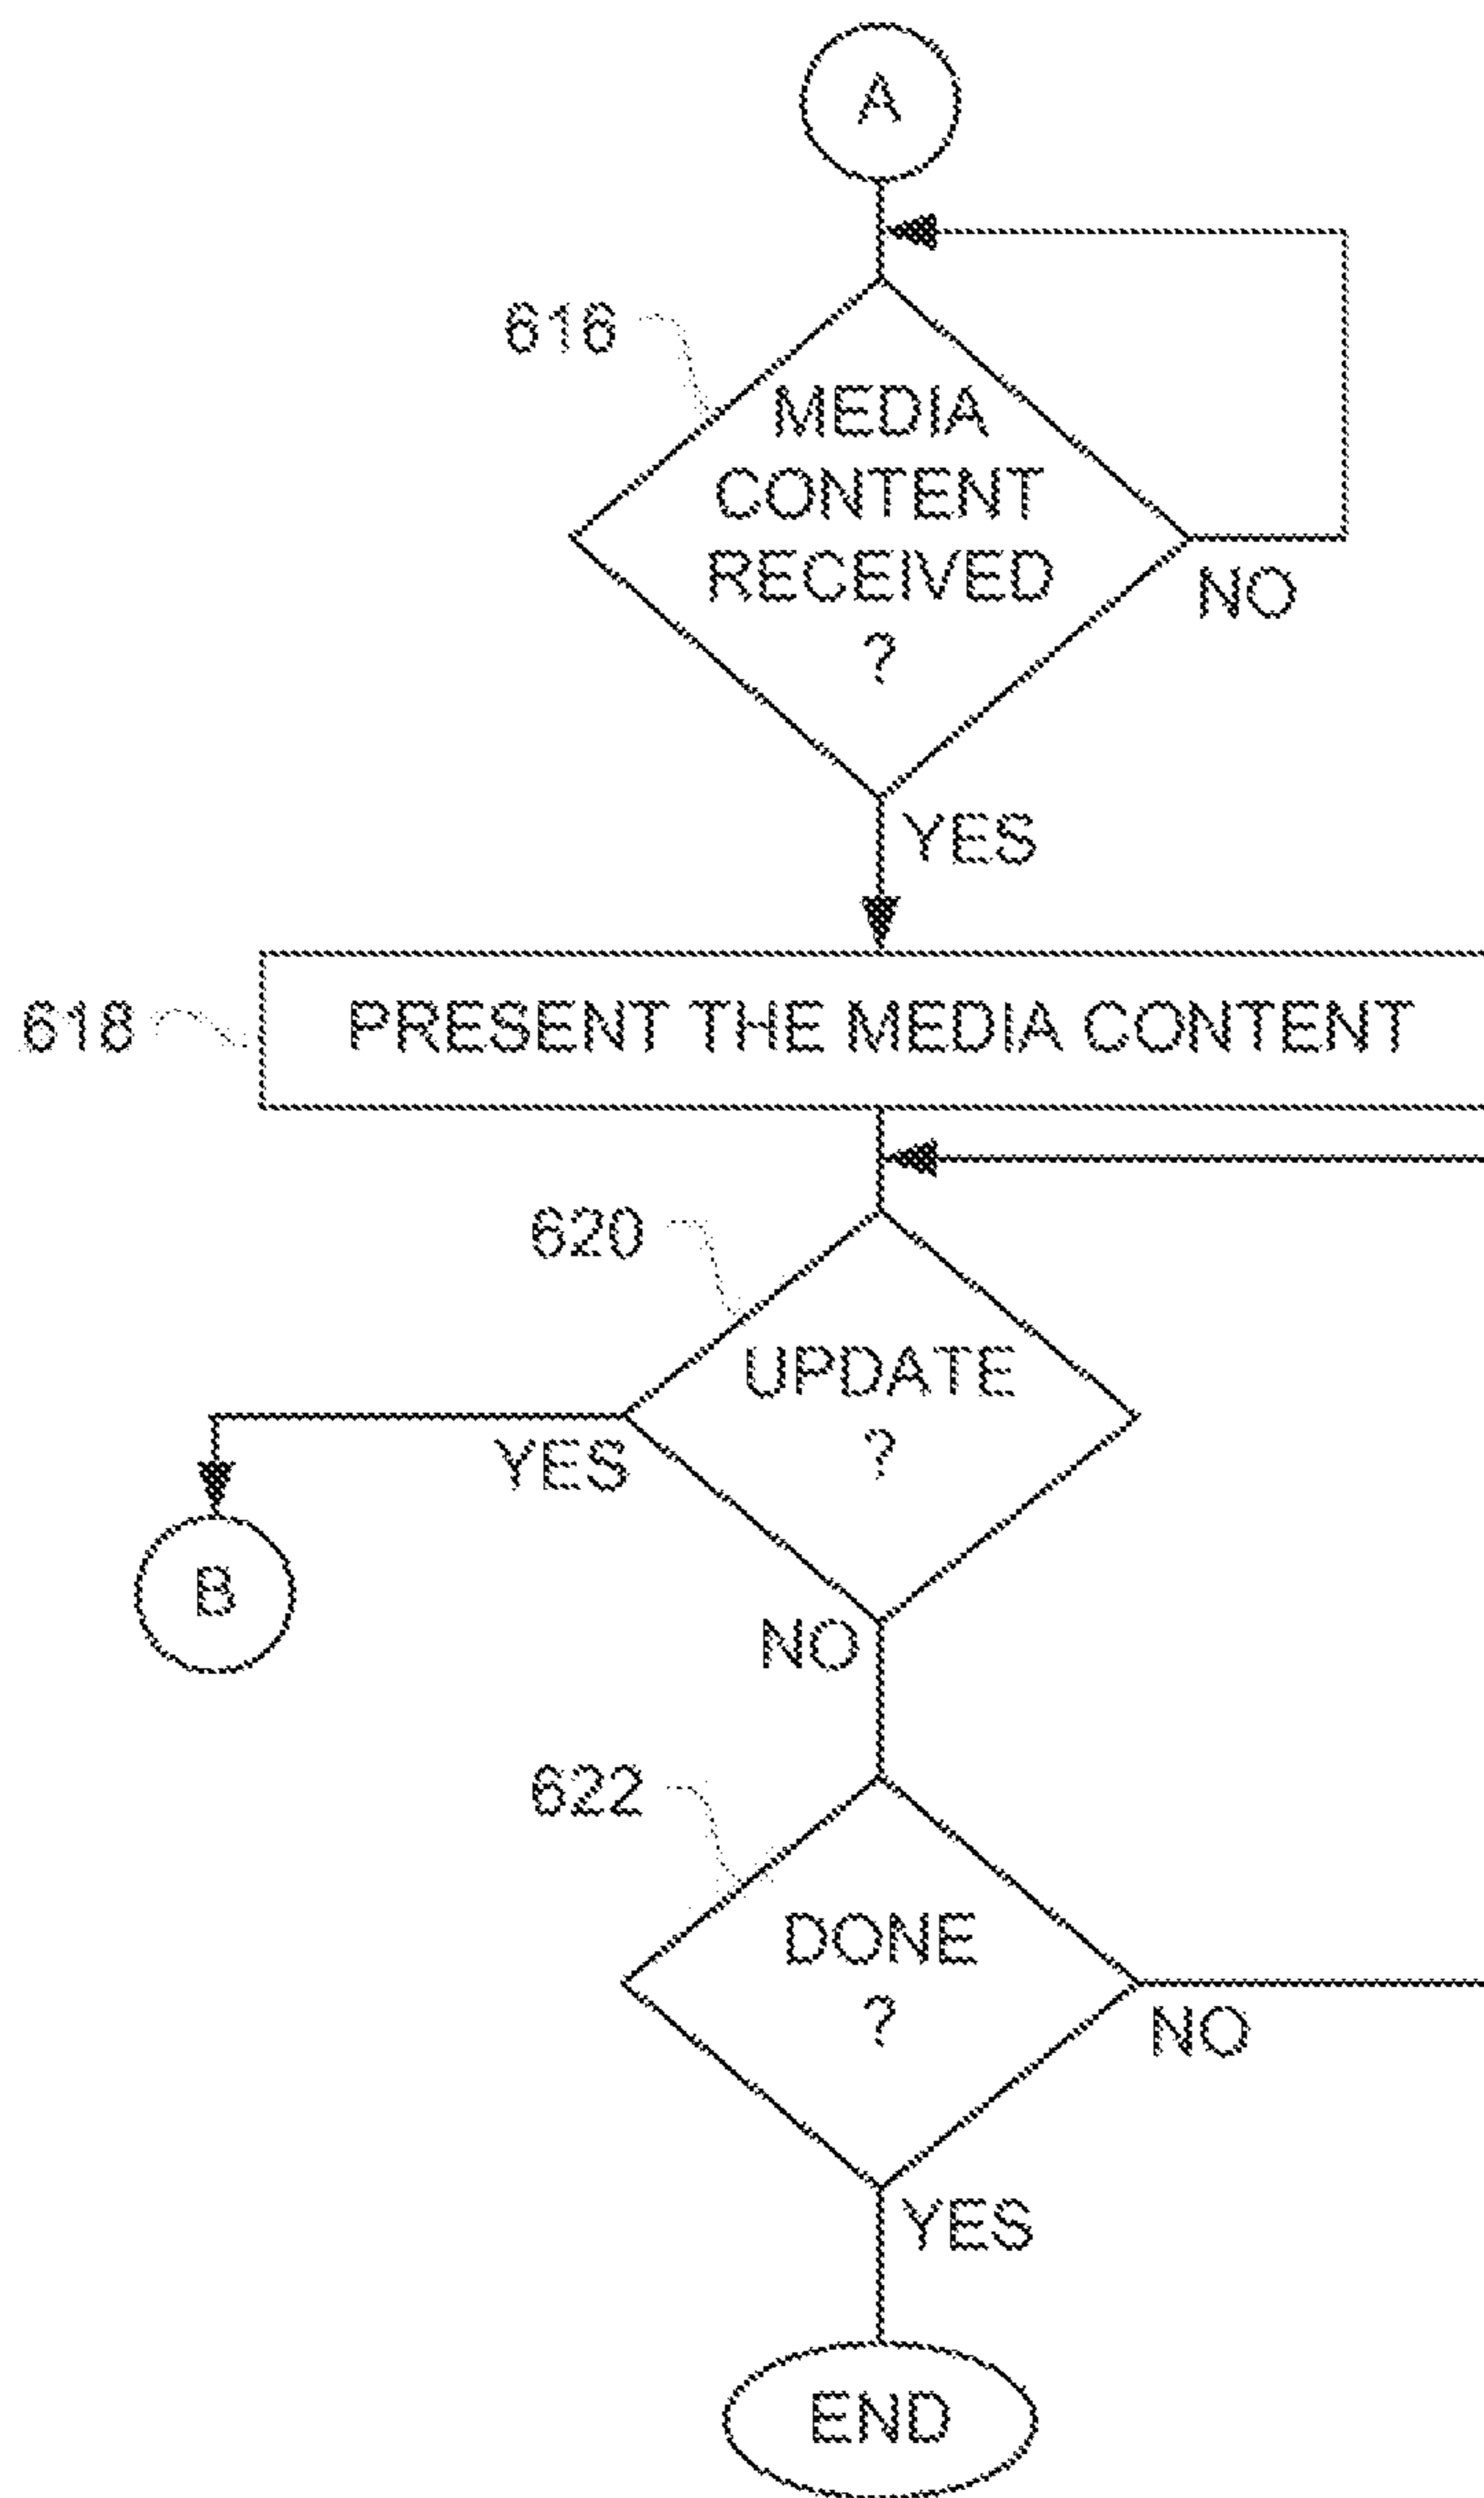 A
616
MEDIA
CONTENT
RECEIVED
?
NO
YES
618
PRESENT THE MEDIA CONTENT
620
UPDATE
?
YES
B
NO
622
DONE
?
NO
YES
END